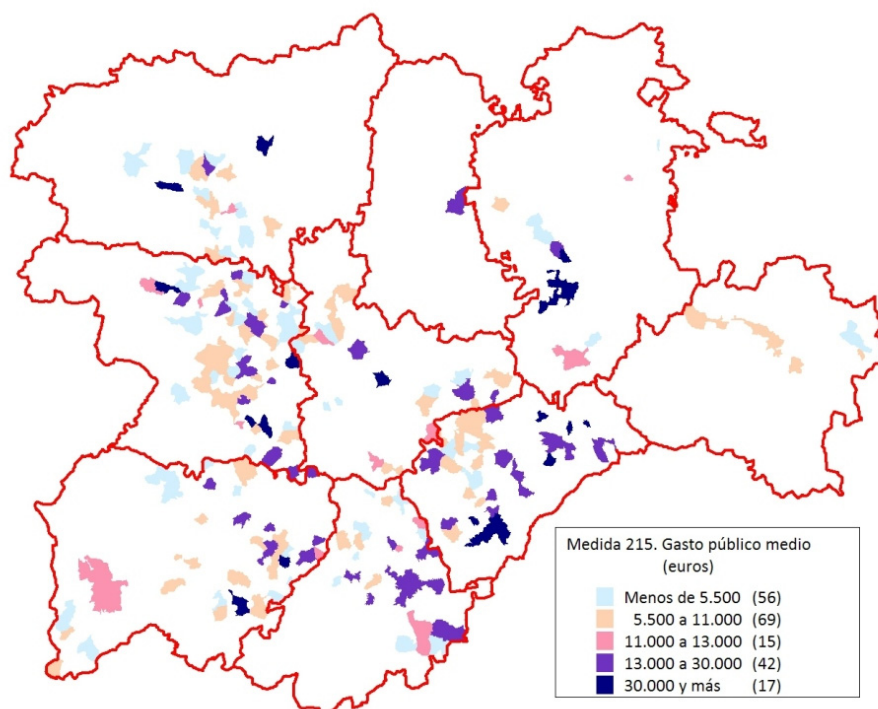 Medida 215. Gasto público medio
(euros)
Menos de 5.500 (56)
5.500 a 11.000 (69)
11.000 a 13.000 (15)
13.000 a 30.000 (42)
30.000 y más (17)